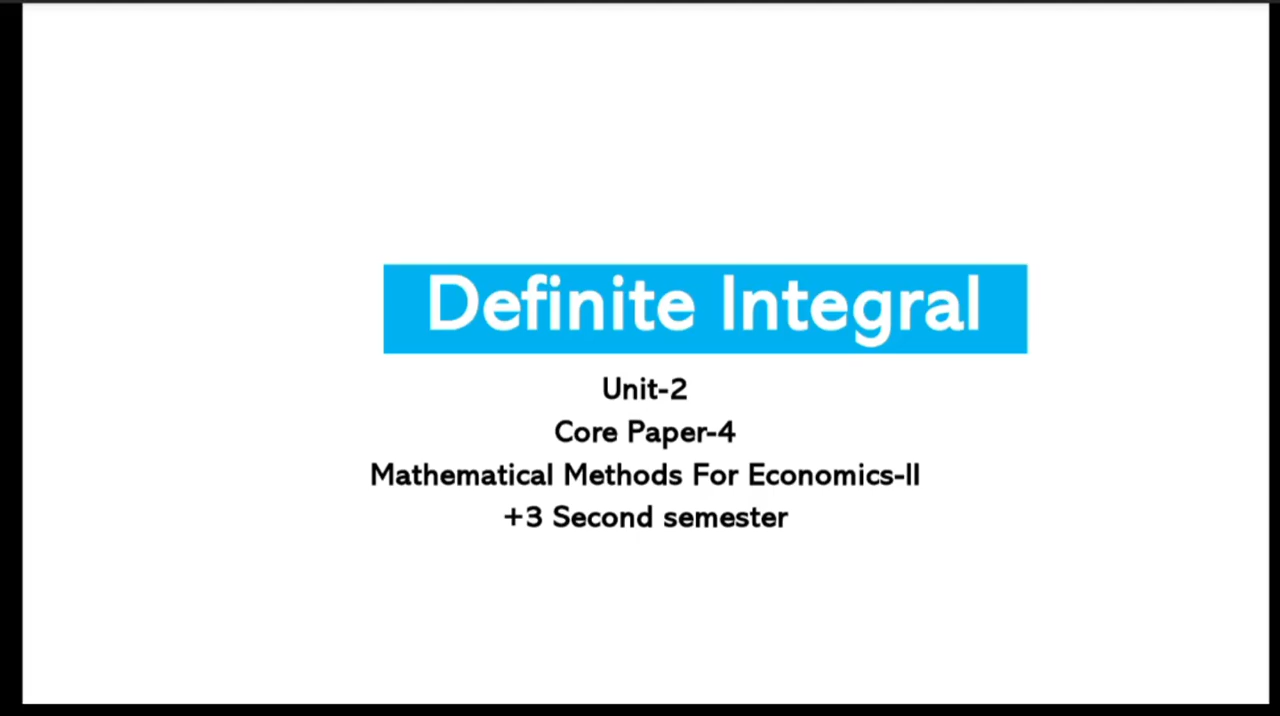 Definite Integral
Unit-2
Core Paper-4
Mathematical Methods For Economics-II
+3 Second semester